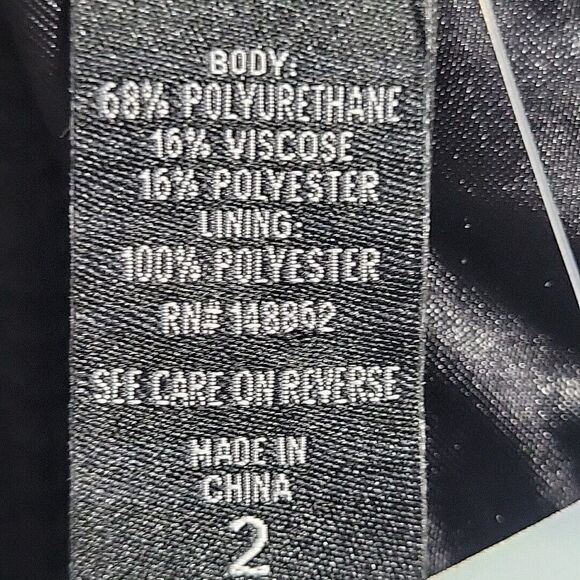 BODY:
68% POLYURETHANE
16% VISCOSE
16% POLYESTER
LINING:
100% POLYESTER
RN# 148862
SEE CARE ON REVERSE
MADE IN
CHINA
2